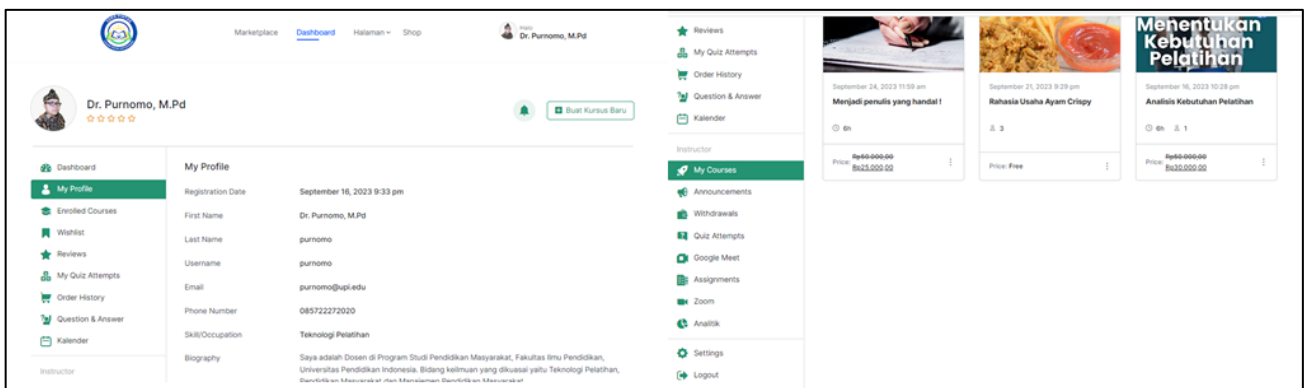 Marketplace Dashboard Halaman Shop
Halo,
Dr. Purnomo, M.Pd
Dr. Purnomo, M.Pd
Buat Kursus Baru
Dashboard
My Profile
Enrolled Courses
Wishlist
Reviews
My Quiz Attempts
Order History
Question & Answer
Kalender
Instructor
My Profile
Registration Date September 16, 2023 9:33 pm
First Name Dr. Purnomo, M.Pd
Last Name purnomo
Username purnomo
Email purnomo@upi.edu
Phone Number 085722272020
Skill/Occupation Teknologi Pelatihan
Biography Saya adalah Dosen di Program Studi Pendidikan Masyarakat, Fakultas Ilmu Pendidikan,
Universitas Pendidikan Indonesia. Bidang keilmuan yang dikuasai yaitu Teknologi Pelatihan,
Pendidikan Masyarakat dan Manajemen Pendidikan Masyarakat
Reviews
My Quiz Attempts
Order History
Question & Answer
Kalender
Instructor
My Courses
Announcements
Withdrawals
Quiz Attempts
Google Meet
Assignments
Zoom
Analitik
Settings
Logout
September 24, 2023 11:59 am
Menjadi penulis yang handal !
6h
Price: Rp50.000,00
Rp25.000,00
September 21, 2023 9:29 pm
Rahasia Usaha Ayam Crispy
3
Price: Free
Menentukan
Kebutuhan
Pelatihan
September 16, 2023 10:28 pm
Analisis Kebutuhan Pelatihan
6h 1
Price: Rp50.000,00
Rp30.000,00